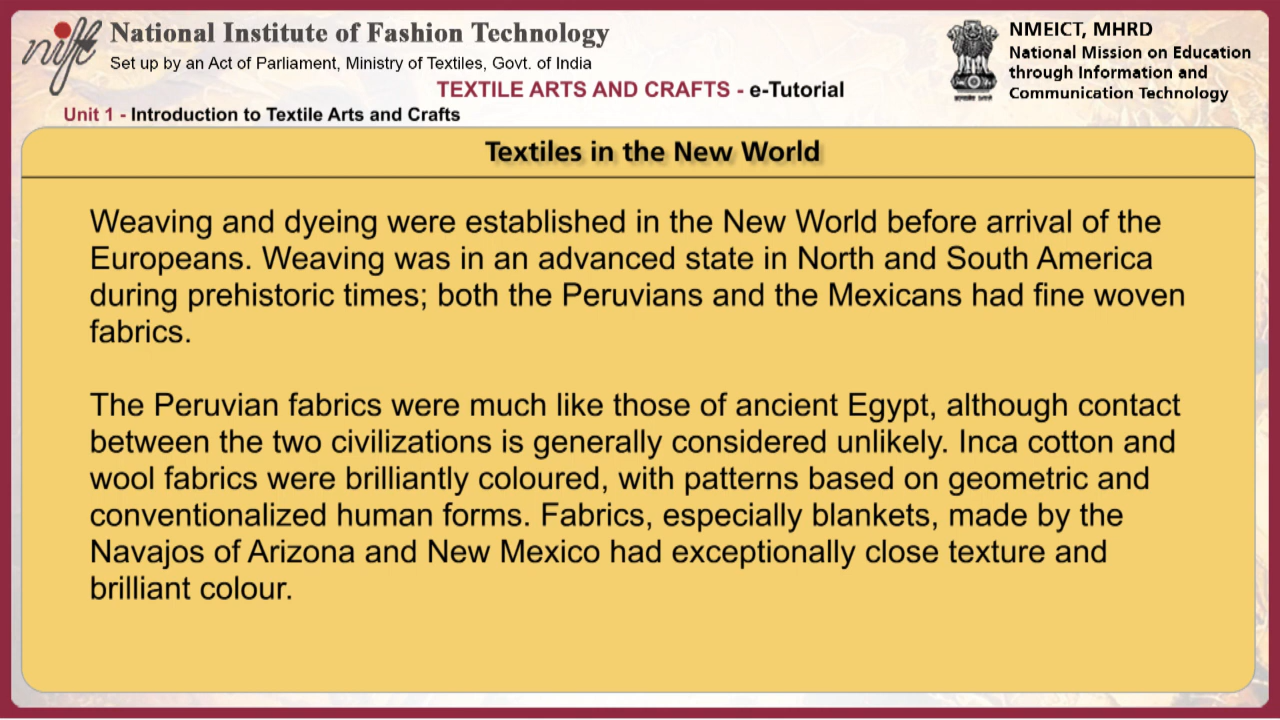 nift
National Institute of Fashion Technology
Set up by an Act of Parliament, Ministry of Textiles, Govt. of India
NMEICT, MHRD
National Mission on Education
through Information and
Communication Technology
TEXTILE ARTS AND CRAFTS - e-Tutorial
Unit 1 - Introduction to Textile Arts and Crafts
Textiles in the New World
Weaving and dyeing were established in the New World before arrival of the
Europeans. Weaving was in an advanced state in North and South America
during prehistoric times; both the Peruvians and the Mexicans had fine woven
fabrics.
The Peruvian fabrics were much like those of ancient Egypt, although contact
between the two civilizations is generally considered unlikely. Inca cotton and
wool fabrics were brilliantly coloured, with patterns based on geometric and
conventionalized human forms. Fabrics, especially blankets, made by the
Navajos of Arizona and New Mexico had exceptionally close texture and
brilliant colour.